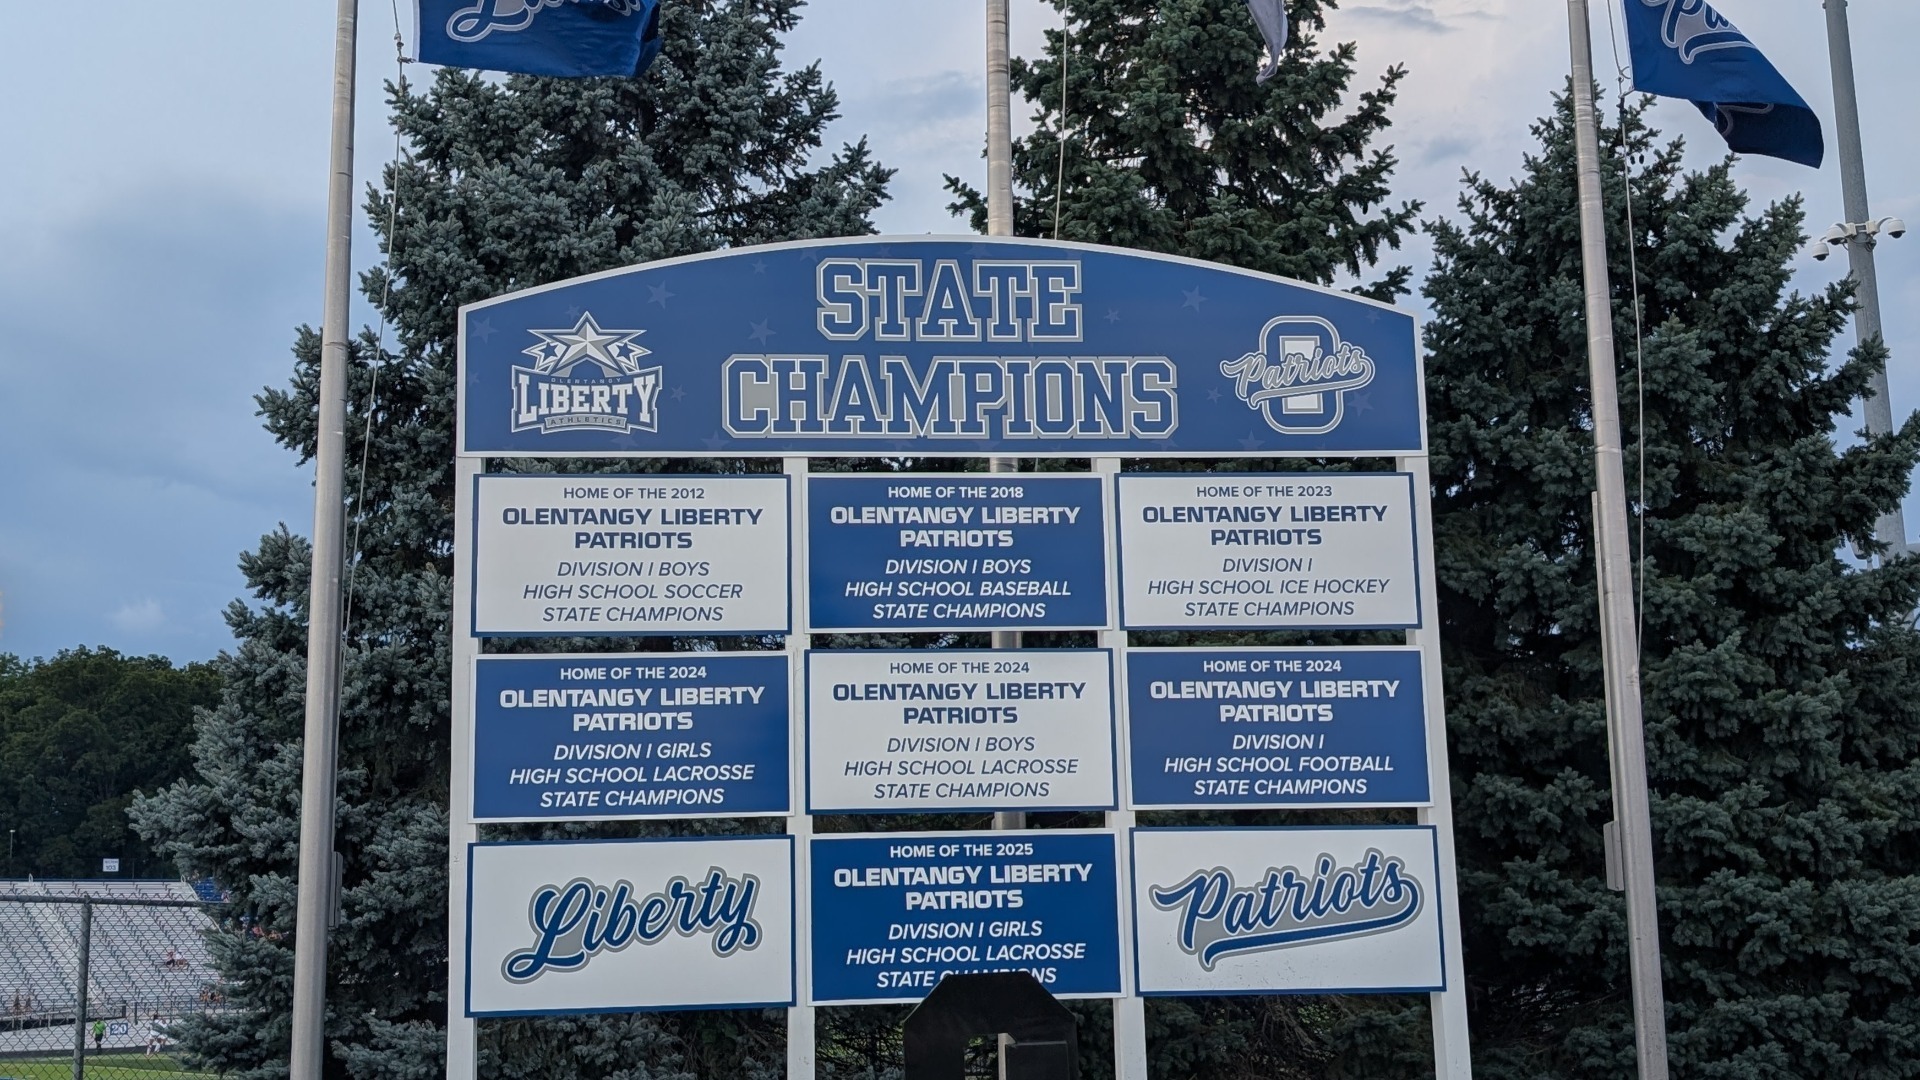 Patriots
STATE
CHAMPIONS
OLENTANGY
LIBERTY
ATHLETICS
Patriots
HOME OF THE 2012
OLENTANGY LIBERTY
PATRIOTS
DIVISION I BOYS
HIGH SCHOOL SOCCER
STATE CHAMPIONS
HOME OF THE 2018
OLENTANGY LIBERTY
PATRIOTS
DIVISION I BOYS
HIGH SCHOOL BASEBALL
STATE CHAMPIONS
HOME OF THE 2023
OLENTANGY LIBERTY
PATRIOTS
DIVISION I
HIGH SCHOOL ICE HOCKEY
STATE CHAMPIONS
HOME OF THE 2024
OLENTANGY LIBERTY
PATRIOTS
DIVISION I GIRLS
HIGH SCHOOL LACROSSE
STATE CHAMPIONS
HOME OF THE 2024
OLENTANGY LIBERTY
PATRIOTS
DIVISION I BOYS
HIGH SCHOOL LACROSSE
STATE CHAMPIONS
HOME OF THE 2024
OLENTANGY LIBERTY
PATRIOTS
DIVISION I
HIGH SCHOOL FOOTBALL
STATE CHAMPIONS
Liberty
HOME OF THE 2025
OLENTANGY LIBERTY
PATRIOTS
DIVISION I GIRLS
HIGH SCHOOL LACROSSE
STATE CHAMPIONS
Patriots
103
20